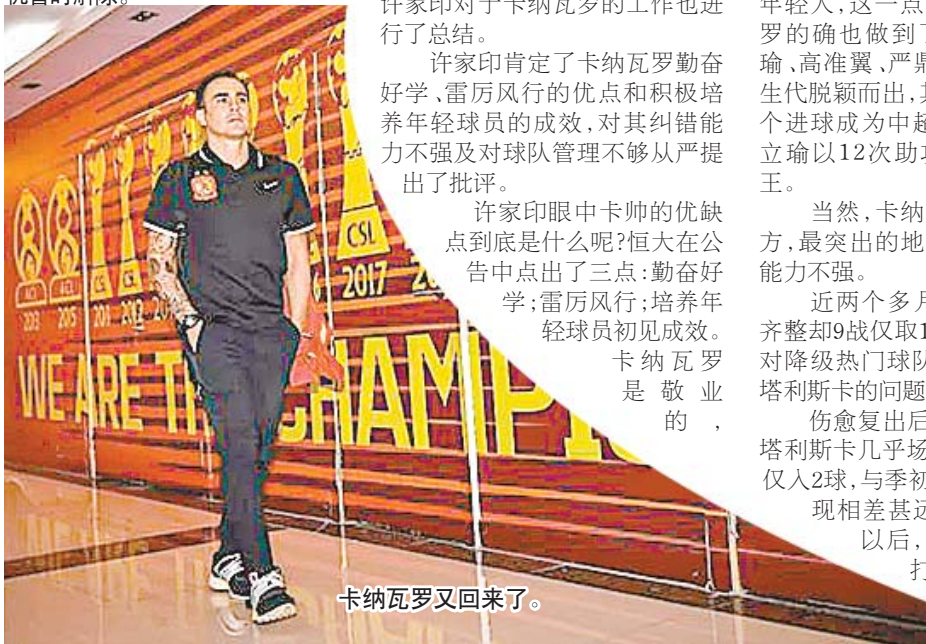 许家印对于卡纳瓦罗的工作也进
行了总结。
许家印肯定了卡纳瓦罗勤奋
好学、雷厉风行的优点和积极培
养年轻球员的成效,对其纠错能
力不强及对球队管理不够从严提
出了批评。
许家印眼中卡帅的优缺
点到底是什么呢?恒大在公
告中点出了三点:勤奋好
学;雷厉风行;培养年
轻球员初见成效。
卡纳瓦罗
是敬业
的,
年轻人,这一点
罗的确也做到了
瑜、高准翼、严鼎
生代脱颖而出,其
个进球成为中超
立瑜以12次助攻
王。
当然,卡纳
方,最突出的地
能力不强。
近两个多月
齐整却9战仅取1
对降级热门球队
塔利斯卡的问题
伤愈复出后
塔利斯卡几乎场
仅入2球,与季初
现相差甚远
以后,
打
2013 2015 201 2012
CSL
2017
WE ARE TH CHAMPIO
卡纳瓦罗又回来了。